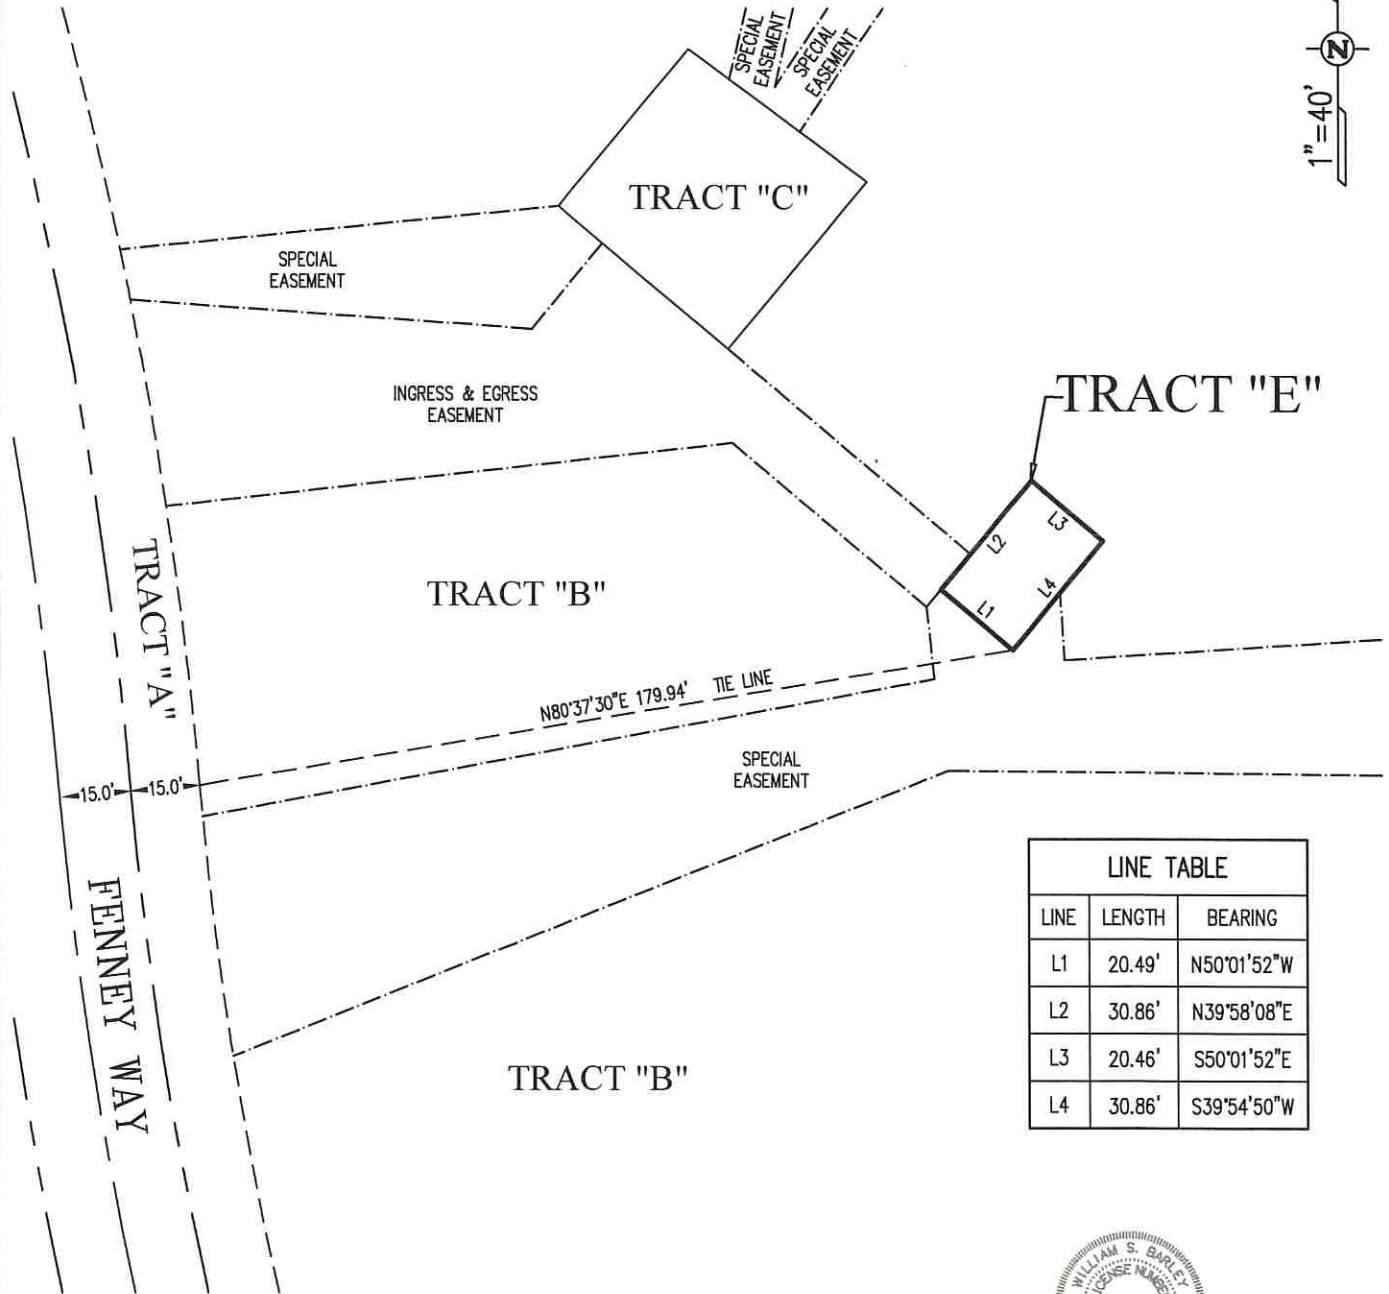 SPECIAL
EASEMENT
SPECIAL
EASEMENT
N
1"=40'
TRACT "C"
SPECIAL
EASEMENT
INGRESS & EGRESS
EASEMENT
TRACT "E"
L3
L2
L4
L1
TRACT "B"
TRACT "A"
N80°37'30"E 179.94' TIE LINE
15.0'
15.0'
SPECIAL
EASEMENT
FENNEY WAY
TRACT "B"
LINE TABLE
LINE LENGTH BEARING
L1 20.49' N50°01'52"W
L2 30.86' N39°58'08"E
L3 20.46' S50°01'52"E
L4 30.86' S39°54'50"W
WILLIAM S. BARLEY
LICENSE NUMBER